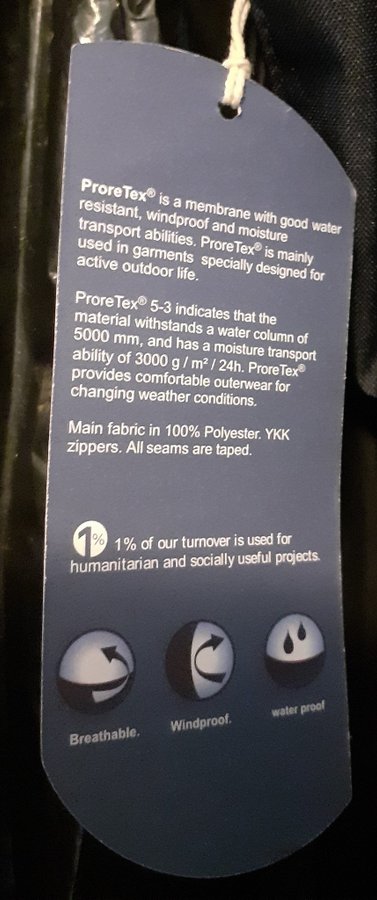 ProreTex® is a membrane with good water
resistant, windproof and moisture
transport abilities. ProreTex® is mainly
used in garments specially designed for
active outdoor life.
ProreTex® 5-3 indicates that the
material withstands a water column of
5000 mm, and has a moisture transport
ability of 3000 g / m² / 24h. ProreTex®
provides comfortable outerwear for
changing weather conditions.
Main fabric in 100% Polyester. YKK
zippers. All seams are taped.
1% 1% of our turnover is used for
humanitarian and socially useful projects.
Breathable. Windproof. water proof